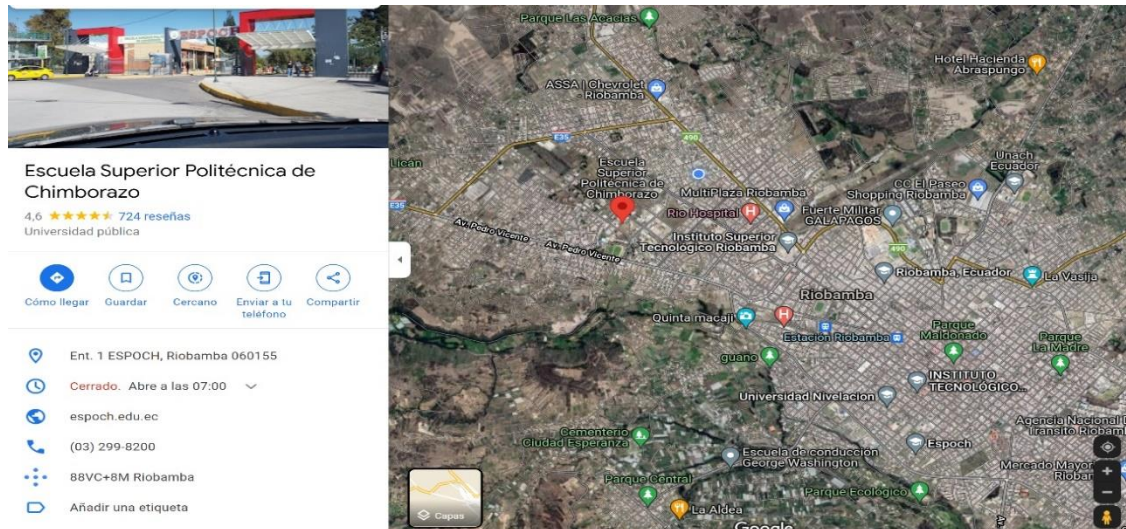 ESPOCH
Escuela Superior Politécnica de
Chimborazo
4,6
724 reseñas
Universidad pública
Cómo llegar
Guardar
Cercano
Enviar a tu
teléfono
Compartir
Ent. 1 ESPOCH, Riobamba 060155
Cerrado. Abre a las 07:00
espoch.edu.ec
(03) 299-8200
88VC+8M Riobamba
Añadir una etiqueta
Parque Las Acacias
Hotel Hacienda
Abraspungo
ASSA | Chevrolet
Riobamba
E35
490
Licán
Escuela
Superior
Politécnica de
Chimborazo
Unach
Ecuador
CC El Paseo
Shopping Riobamba
MultiPlaza Riobamba
E35
Rio Hospital
Fuerte Militar
GALAPAGOS
Av. Pedro Vicente
Av. Pedro Vicente
Instituto Superior
Tecnológico Riobamba
490
Riobamba, Ecuador
La Vasija
Riobamba
Quinta macaji
Estación Riobamba
Parque
Maldonado
Parque
La Madre
guano
INSTITUTO
TECNOLÓGICO...
Universidad Nivelacion
Agencia Nacional D
Transito Riobam
Cementerio
Ciudad Esperanza
Espoch
Escuela de conduccion
George Washington
Mercado Mayor
Riobam
Parque Central
Parque Ecológico
La Aldea
Capas
Google
Av